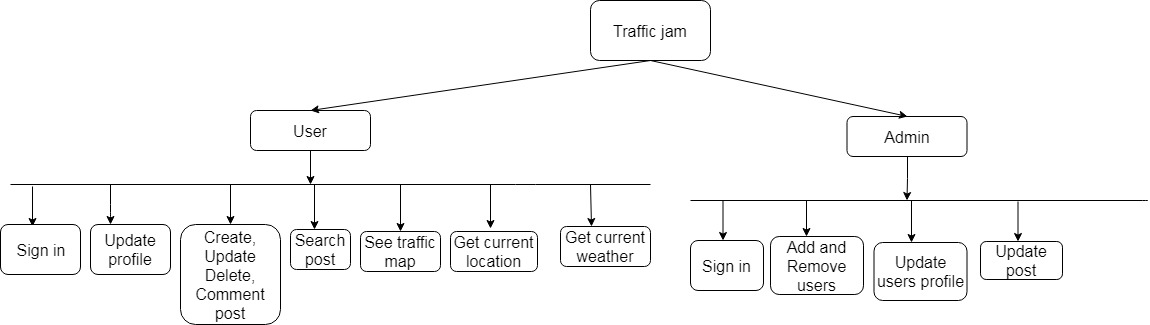 Traffic jam
User
Admin
Sign in
Update
profile
Create,
Update
Delete,
Comment
post
Search
post
See traffic
map
Get current
location
Get current
weather
Sign in
Add and
Remove
users
Update
users profile
Update
post